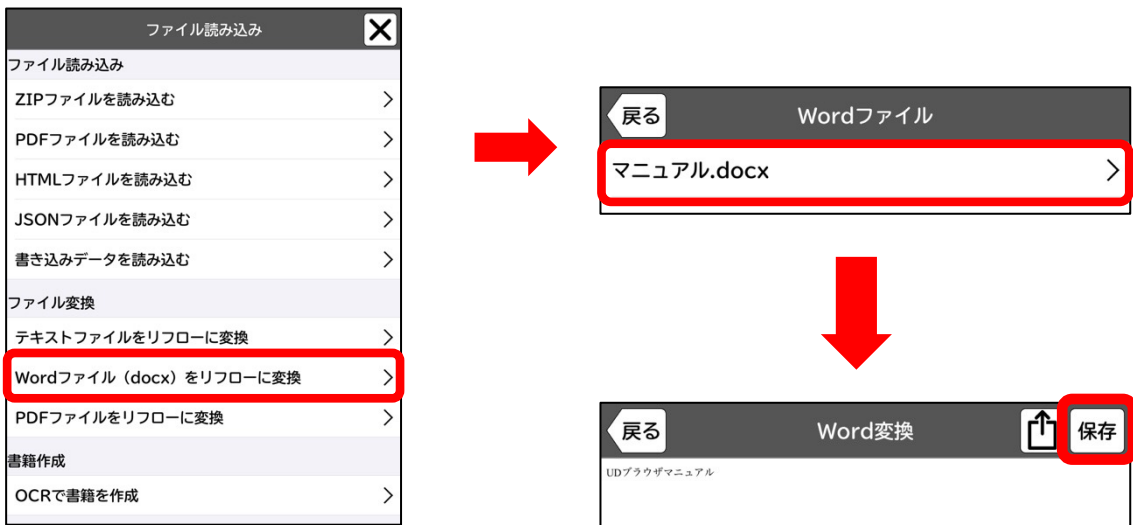 ファイル読み込み
ファイル読み込み
ZIPファイルを読み込む
PDFファイルを読み込む
HTMLファイルを読み込む
JSONファイルを読み込む
書き込みデータを読み込む
ファイル変換
テキストファイルをリフローに変換
Wordファイル（docx）をリフローに変換
PDFファイルをリフローに変換
書籍作成
OCRで書籍を作成
戻る Wordファイル
マニュアル.docx
戻る Word変換 保存
UDブラウザマニュアル